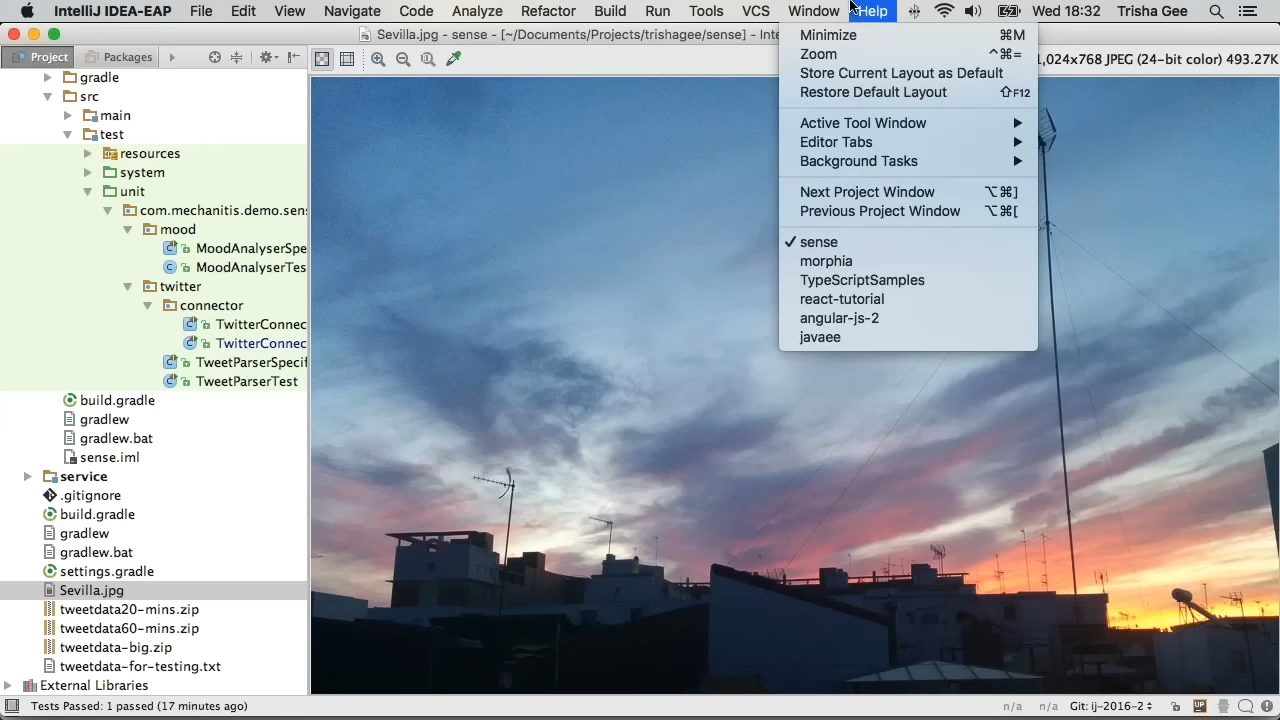 IntelliJ IDEA-EAP File Edit View Navigate Code Analyze Refactor Build Run Tools VCS Window Help Wed 18:32 Trisha Gee
Sevilla.jpg - sense - [~/Documents/Projects/trishagee/sense] - Inte
Project Packages
1,024x768 JPEG (24-bit color) 493.27K
gradle
src
main
test
resources
system
unit
com.mechanitis.demo.sens
mood
MoodAnalyserSpe
MoodAnalyserTes
twitter
connector
TwitterConnec
TwitterConnec
TweetParserSpecif
TweetParserTest
build.gradle
gradlew
gradlew.bat
sense.iml
service
.gitignore
build.gradle
gradlew
gradlew.bat
settings.gradle
Sevilla.jpg
tweetdata20-mins.zip
tweetdata60-mins.zip
tweetdata-big.zip
tweetdata-for-testing.txt
External Libraries
Minimize ⌘M
Zoom ^⌘=
Store Current Layout as Default
Restore Default Layout ⇧F12
Active Tool Window ▶
Editor Tabs ▶
Background Tasks ▶
Next Project Window ⌥⌘]
Previous Project Window ⌥⌘[
✓ sense
morphia
TypeScriptSamples
react-tutorial
angular-js-2
javaee
Tests Passed: 1 passed (17 minutes ago) n/a n/a Git: ij-2016-2 UP